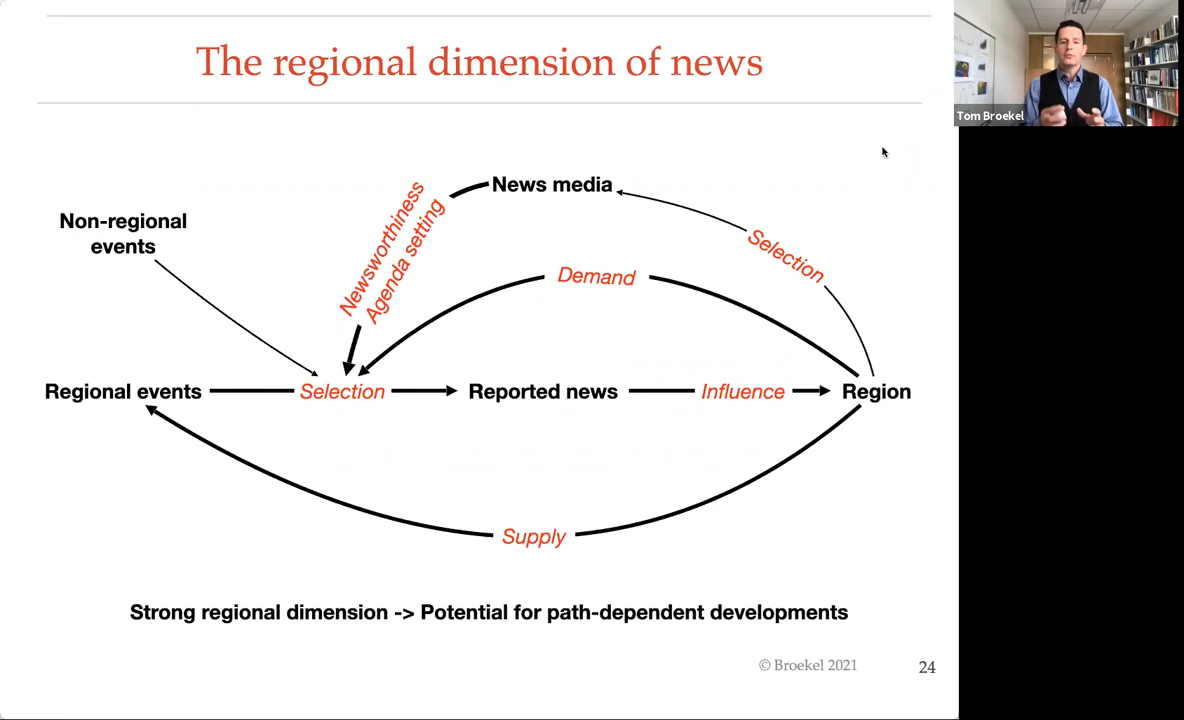 The regional dimension of news
Tom Broekel
News media
Newsworthiness
Agenda setting
Selection
Non-regional
events
Demand
Regional events
Selection
Reported news
Influence
Region
Supply
Strong regional dimension -> Potential for path-dependent developments
© Broekel 2021
24